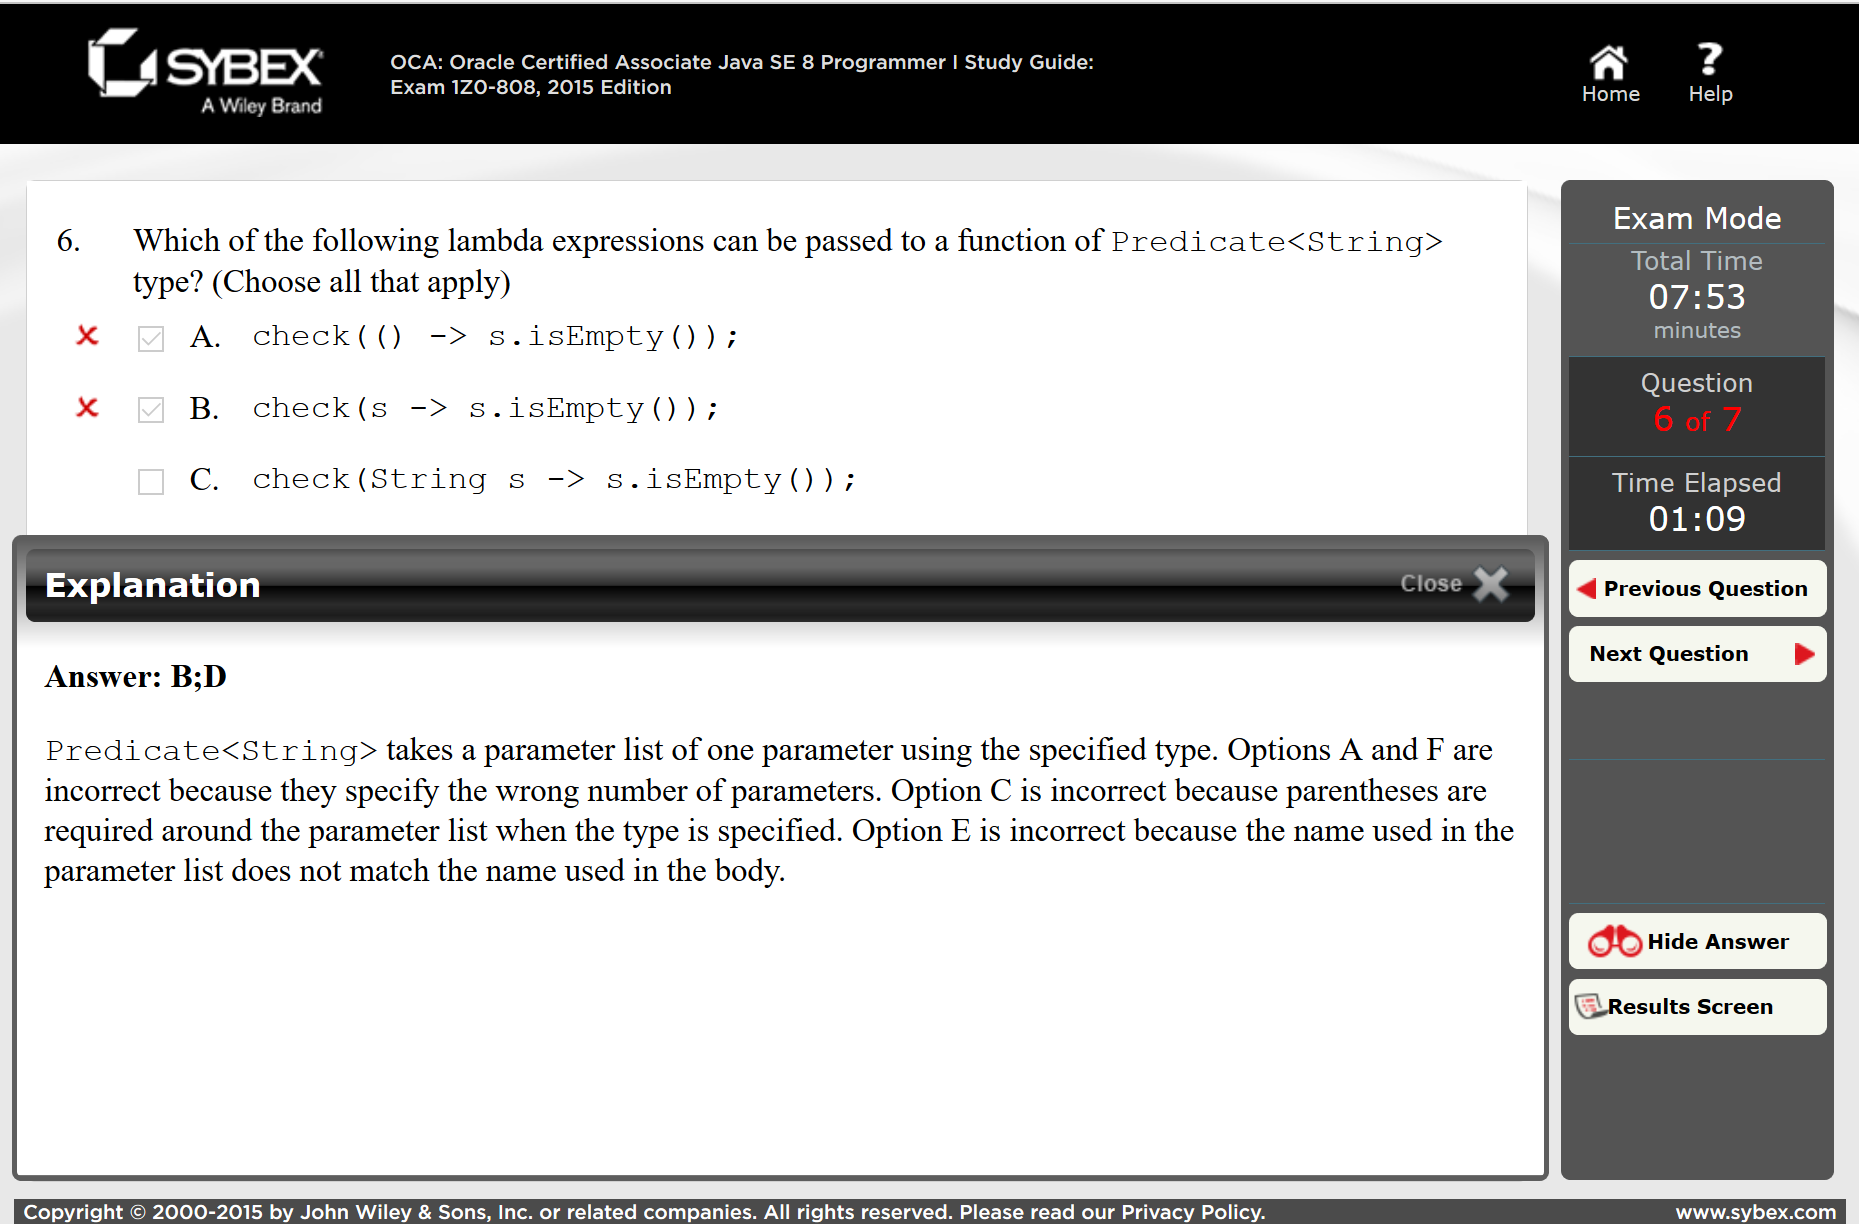 SYBEX
A Wiley Brand
OCA: Oracle Certified Associate Java SE 8 Programmer I Study Guide:
Exam 1Z0-808, 2015 Edition
Home
Help
6. Which of the following lambda expressions can be passed to a function of Predicate<String>
type? (Choose all that apply)
A. check(() -> s.isEmpty());
B. check(s -> s.isEmpty());
C. check(String s -> s.isEmpty());
Explanation
Close
Answer: B;D
Predicate<String> takes a parameter list of one parameter using the specified type. Options A and F are
incorrect because they specify the wrong number of parameters. Option C is incorrect because parentheses are
required around the parameter list when the type is specified. Option E is incorrect because the name used in the
parameter list does not match the name used in the body.
Exam Mode
Total Time
07:53
minutes
Question
6 of 7
Time Elapsed
01:09
Previous Question
Next Question
Hide Answer
Results Screen
Copyright © 2000-2015 by John Wiley & Sons, Inc. or related companies. All rights reserved. Please read our Privacy Policy.
www.sybex.com